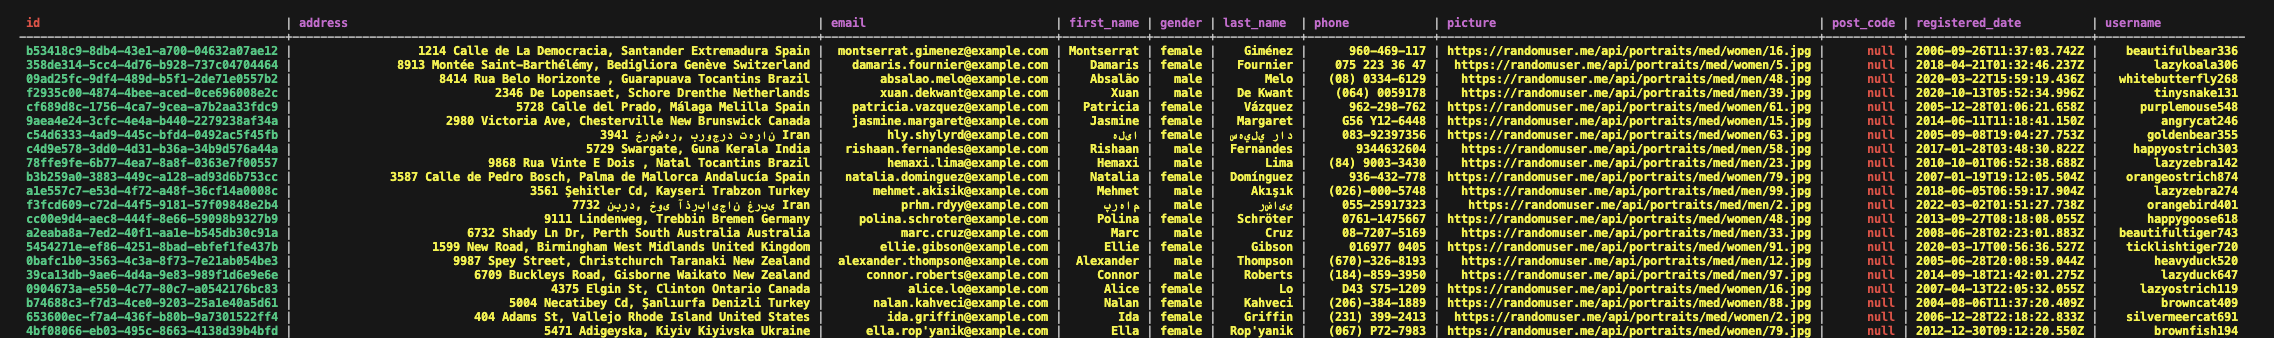 id | address | email | first_name | gender | last_name | phone | picture | post_code | registered_date | username
b53418c9-8db4-43e1-a700-04632a07ae12 | 1214 Calle de La Democracia, Santander Extremadura Spain | montserrat.gimenez@example.com | Montserrat | female | Giménez | 960-469-117 | https://randomuser.me/api/portraits/med/women/16.jpg | null | 2006-09-26T11:37:03.742Z | beautifulbear336
358de314-5cc4-4d76-b928-737c04704464 | 8913 Montée Saint-Barthélémy, Bedigliora Genève Switzerland | damaris.fournier@example.com | Damaris | female | Fournier | 075 223 36 47 | https://randomuser.me/api/portraits/med/women/5.jpg | null | 2018-04-21T01:32:46.237Z | lazykoala306
09ad25fc-9df4-489d-b5f1-2de71e0557b2 | 8414 Rua Belo Horizonte , Guarapuava Tocantins Brazil | absalao.melo@example.com | Absalão | male | Melo | (08) 0334-6129 | https://randomuser.me/api/portraits/med/men/48.jpg | null | 2020-03-22T15:59:19.436Z | whitebutterfly268
f2935c00-4874-4bee-aced-0ce696008e2c | 2346 De Lopensaet, Schore Drenthe Netherlands | xuan.dekwant@example.com | Xuan | male | De Kwant | (064) 0059178 | https://randomuser.me/api/portraits/med/men/39.jpg | null | 2020-10-13T05:52:34.996Z | tinysnake131
cf689d8c-1756-4ca7-9cea-a7b2aa33fdc9 | 5728 Calle del Prado, Málaga Melilla Spain | patricia.vazquez@example.com | Patricia | female | Vázquez | 962-298-762 | https://randomuser.me/api/portraits/med/women/61.jpg | null | 2005-12-28T01:06:21.658Z | purplemouse548
9aea4e24-3cfc-4e4a-b440-2279238af34a | 2980 Victoria Ave, Chesterville New Brunswick Canada | jasmine.margaret@example.com | Jasmine | female | Margaret | G56 Y12-6448 | https://randomuser.me/api/portraits/med/women/15.jpg | null | 2014-06-11T11:18:41.150Z | angrycat246
c54d6333-4ad9-445c-bfd4-0492ac5f45fb | 3941 خرمشهر, بروجرد تهران Iran | hly.shylyrd@example.com | هلیا | female | سهيلي راد | 083-92397356 | https://randomuser.me/api/portraits/med/women/63.jpg | null | 2005-09-08T19:04:27.753Z | goldenbear355
c4d9e578-3dd0-4d31-b36a-34b9d576a44a | 5729 Swargate, Guna Kerala India | rishaan.fernandes@example.com | Rishaan | male | Fernandes | 9344632604 | https://randomuser.me/api/portraits/med/men/58.jpg | null | 2017-01-28T03:48:30.822Z | happyostrich303
78ffe9fe-6b77-4ea7-8a8f-0363e7f00557 | 9868 Rua Vinte E Dois , Natal Tocantins Brazil | hemaxi.lima@example.com | Hemaxi | male | Lima | (84) 9003-3430 | https://randomuser.me/api/portraits/med/men/23.jpg | null | 2010-10-01T06:52:38.688Z | lazyzebra142
b3b259a0-3883-449c-a128-ad93d6b753cc | 3587 Calle de Pedro Bosch, Palma de Mallorca Andalucía Spain | natalia.dominguez@example.com | Natalia | female | Domínguez | 936-432-778 | https://randomuser.me/api/portraits/med/women/79.jpg | null | 2007-01-19T19:12:05.504Z | orangeostrich874
a1e557c7-e53d-4f72-a48f-36cf14a0008c | 3561 Şehitler Cd, Kayseri Trabzon Turkey | mehmet.akisik@example.com | Mehmet | male | Akışık | (026)-000-5748 | https://randomuser.me/api/portraits/med/men/99.jpg | null | 2018-06-05T06:59:17.904Z | lazyzebra274
f3fcd609-c72d-44f5-9181-57f09848e2b4 | 7732 نبرد, خوی آذربایجان غربی Iran | prhm.rdyy@example.com | پرهام | male | رضایی | 055-25917323 | https://randomuser.me/api/portraits/med/men/2.jpg | null | 2022-03-02T01:51:27.738Z | orangebird401
cc00e9d4-aec8-444f-8e66-59098b9327b9 | 9111 Lindenweg, Trebbin Bremen Germany | polina.schroter@example.com | Polina | female | Schröter | 0761-1475667 | https://randomuser.me/api/portraits/med/women/48.jpg | null | 2013-09-27T08:18:08.055Z | happygoose618
a2eaba8a-7ed2-40f1-aa1e-b545db30c91a | 6732 Shady Ln Dr, Perth South Australia Australia | marc.cruz@example.com | Marc | male | Cruz | 08-7207-5169 | https://randomuser.me/api/portraits/med/men/33.jpg | null | 2008-06-28T02:23:01.883Z | beautifultiger743
5454271e-ef86-4251-8bad-ebfef1fe437b | 1599 New Road, Birmingham West Midlands United Kingdom | ellie.gibson@example.com | Ellie | female | Gibson | 016977 0405 | https://randomuser.me/api/portraits/med/women/91.jpg | null | 2020-03-17T00:56:36.527Z | ticklishtiger720
0bafc1b0-3563-4c3a-8f73-7e21ab054be3 | 9987 Spey Street, Christchurch Taranaki New Zealand | alexander.thompson@example.com | Alexander | male | Thompson | (670)-326-8193 | https://randomuser.me/api/portraits/med/men/12.jpg | null | 2005-06-28T20:08:59.044Z | heavyduck520
39ca13db-9ae6-4d4a-9e83-989f1d6e9e6e | 6709 Buckleys Road, Gisborne Waikato New Zealand | connor.roberts@example.com | Connor | male | Roberts | (184)-859-3950 | https://randomuser.me/api/portraits/med/men/97.jpg | null | 2014-09-18T21:42:01.275Z | lazyduck647
0904673a-e550-4c77-80c7-a0542176bc83 | 4375 Elgin St, Clinton Ontario Canada | alice.lo@example.com | Alice | female | Lo | D43 S75-1209 | https://randomuser.me/api/portraits/med/women/16.jpg | null | 2007-04-13T22:05:32.055Z | lazyostrich119
b74688c3-f7d3-4ce0-9203-25a1e40a5d61 | 5004 Necatibey Cd, Şanlıurfa Denizli Turkey | nalan.kahveci@example.com | Nalan | female | Kahveci | (206)-384-1889 | https://randomuser.me/api/portraits/med/women/88.jpg | null | 2004-08-06T11:37:20.409Z | browncat409
653600ec-f7a4-436f-b80b-9a7301522ff4 | 404 Adams St, Vallejo Rhode Island United States | ida.griffin@example.com | Ida | female | Griffin | (231) 399-2413 | https://randomuser.me/api/portraits/med/women/2.jpg | null | 2006-12-28T22:18:22.833Z | silvermeercat691
4bf08066-eb03-495c-8663-4138d39b4bfd | 5471 Adigeyska, Kiyiv Kiyivska Ukraine | ella.rop'yanik@example.com | Ella | female | Rop'yanik | (067) P72-7983 | https://randomuser.me/api/portraits/med/women/79.jpg | null | 2012-12-30T09:12:20.550Z | brownfish194